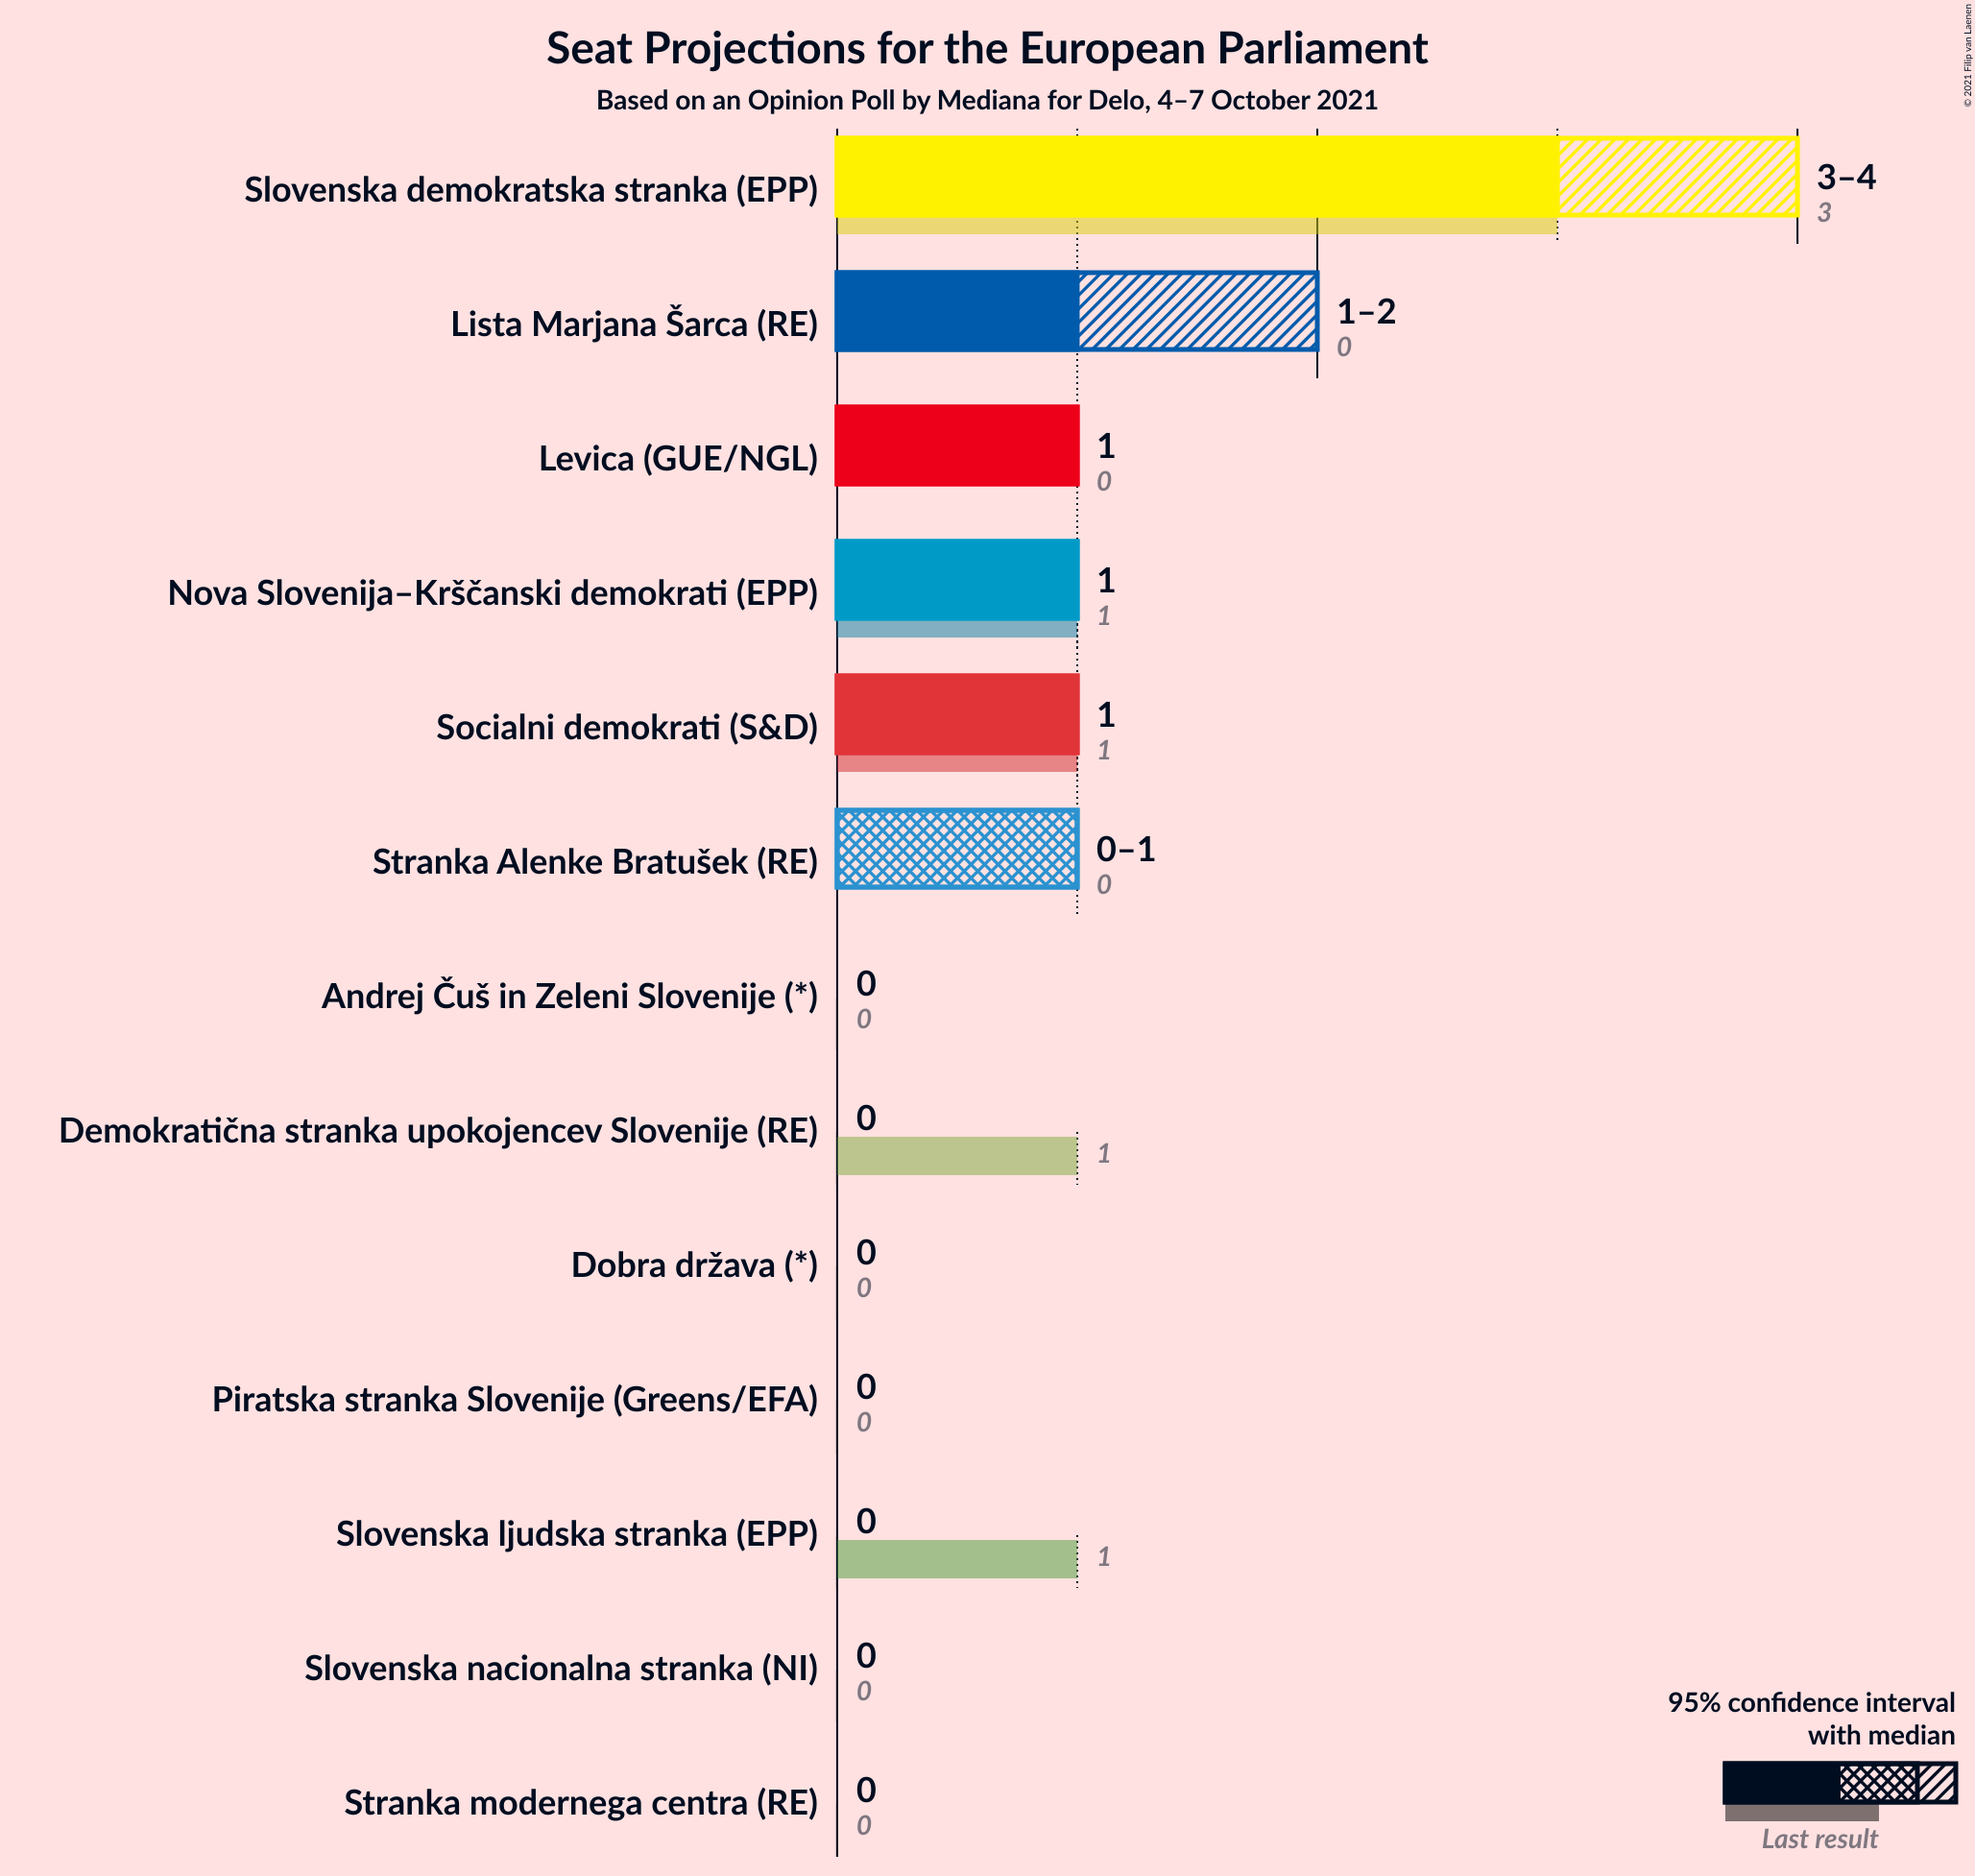 Seat Projections for the European Parliament
Based on an Opinion Poll by Mediana for Delo, 4–7 October 2021
© 2021 Filip van Laenen
Slovenska demokratska stranka (EPP)
3–4
3
Lista Marjana Šarca (RE)
1–2
0
Levica (GUE/NGL)
1
0
Nova Slovenija–Krščanski demokrati (EPP)
1
1
Socialni demokrati (S&D)
1
1
Stranka Alenke Bratušek (RE)
0–1
0
Andrej Čuš in Zeleni Slovenije (*)
0
0
Demokratična stranka upokojencev Slovenije (RE)
0
1
Dobra država (*)
0
0
Piratska stranka Slovenije (Greens/EFA)
0
0
Slovenska ljudska stranka (EPP)
0
1
Slovenska nacionalna stranka (NI)
0
0
Stranka modernega centra (RE)
0
0
95% confidence interval
with median
Last result